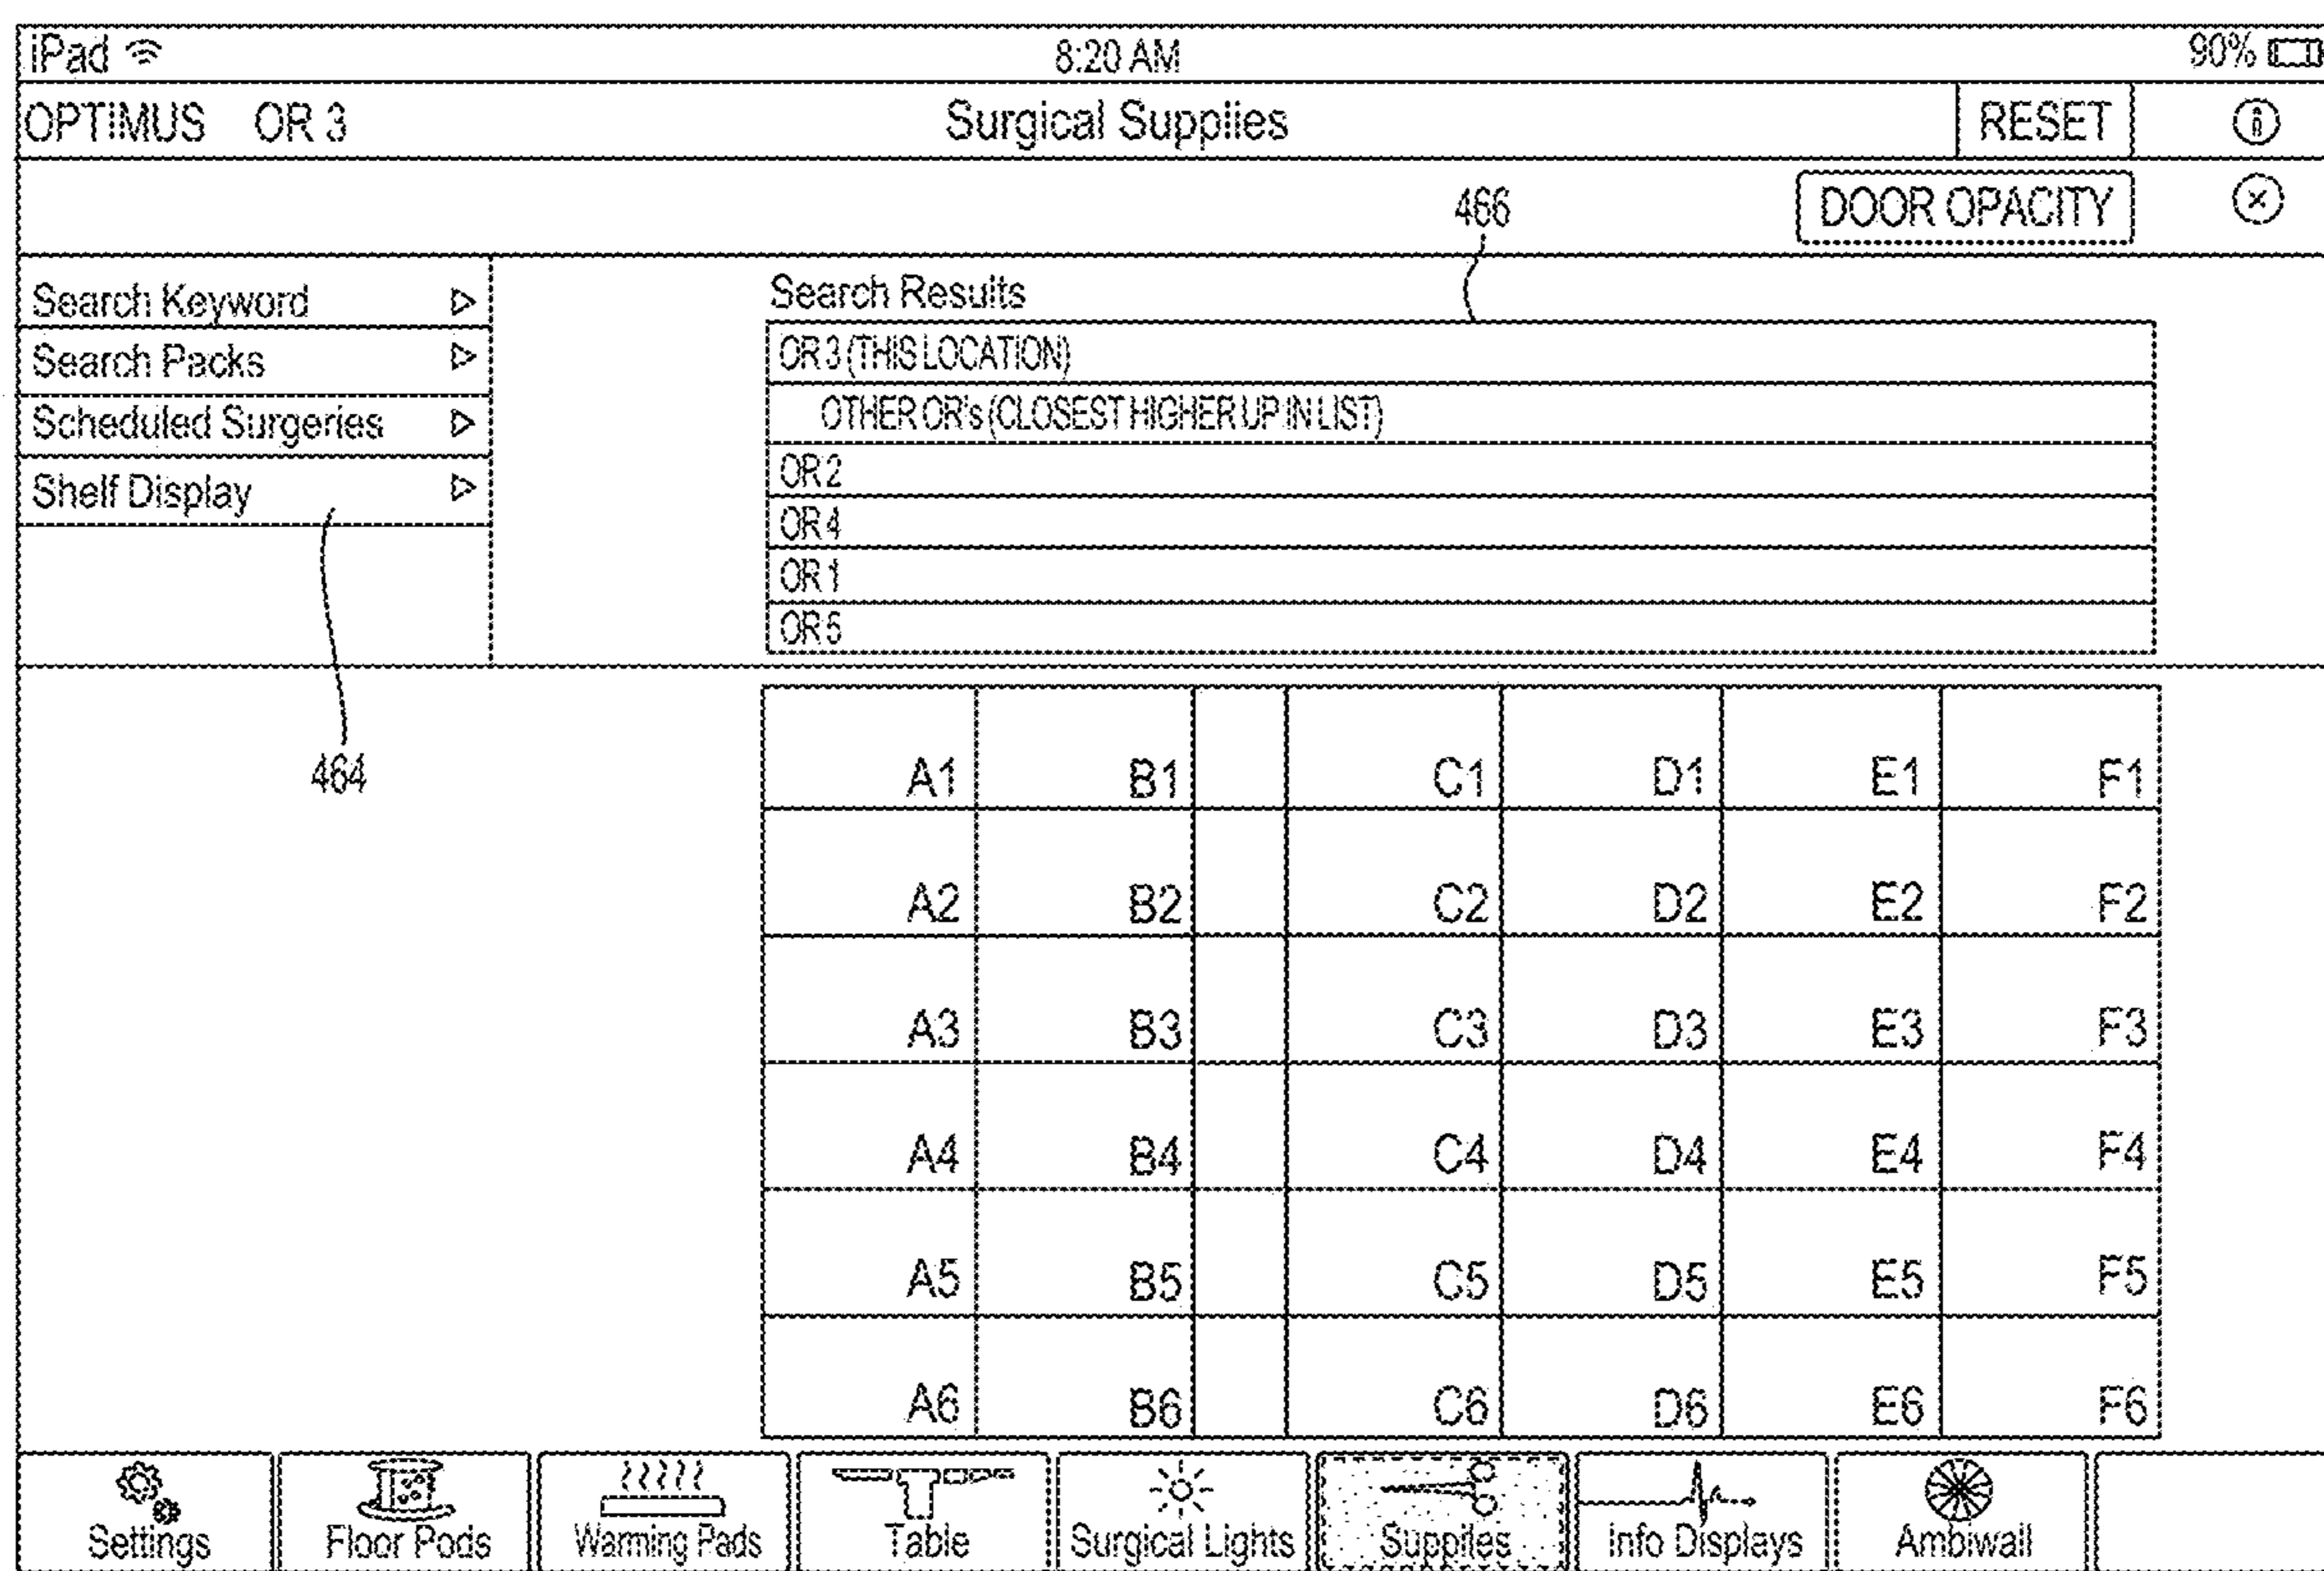 iPad 8:20 AM 90%
OPTIMUS OR 3 Surgical Supplies RESET
466 DOOR OPACITY
Search Keyword Search Results
Search Packs OR 3 (THIS LOCATION)
Scheduled Surgeries OTHER OR's (CLOSEST HIGHER UP IN LIST)
Shelf Display OR 2
OR 4
OR 1
OR 5
464
A1 B1 C1 D1 E1 F1
A2 B2 C2 D2 E2 F2
A3 B3 C3 D3 E3 F3
A4 B4 C4 D4 E4 F4
A5 B5 C5 D5 E5 F5
A6 B6 C6 D6 E6 F6
Settings Floor Pods Warming Pads Table Surgical Lights Supplies Info Displays Ambiwall